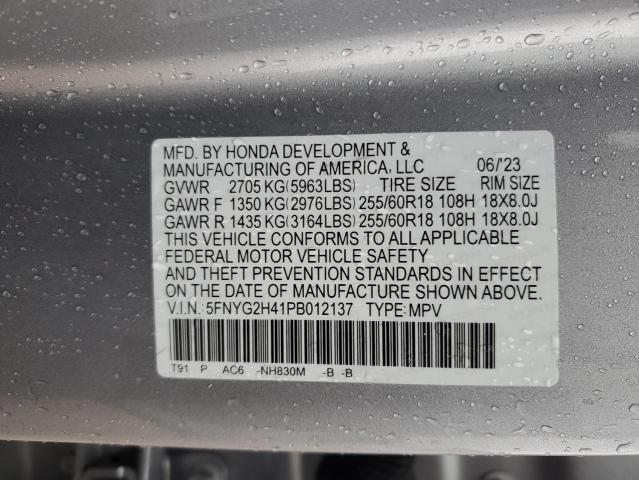 MFD. BY HONDA DEVELOPMENT &
MANUFACTURING OF AMERICA, LLC 06/'23
GVWR 2705 KG(5963LBS) TIRE SIZE RIM SIZE
GAWR F 1350 KG(2976LBS) 255/60R18 108H 18X8.0J
GAWR R 1435 KG(3164LBS) 255/60R18 108H 18X8.0J
THIS VEHICLE CONFORMS TO ALL APPLICABLE
FEDERAL MOTOR VEHICLE SAFETY
AND THEFT PREVENTION STANDARDS IN EFFECT
ON THE DATE OF MANUFACTURE SHOWN ABOVE.
V.I.N.: 5FNYG2H41PB012137 TYPE: MPV
T91 P AC6 -NH830M -B -B